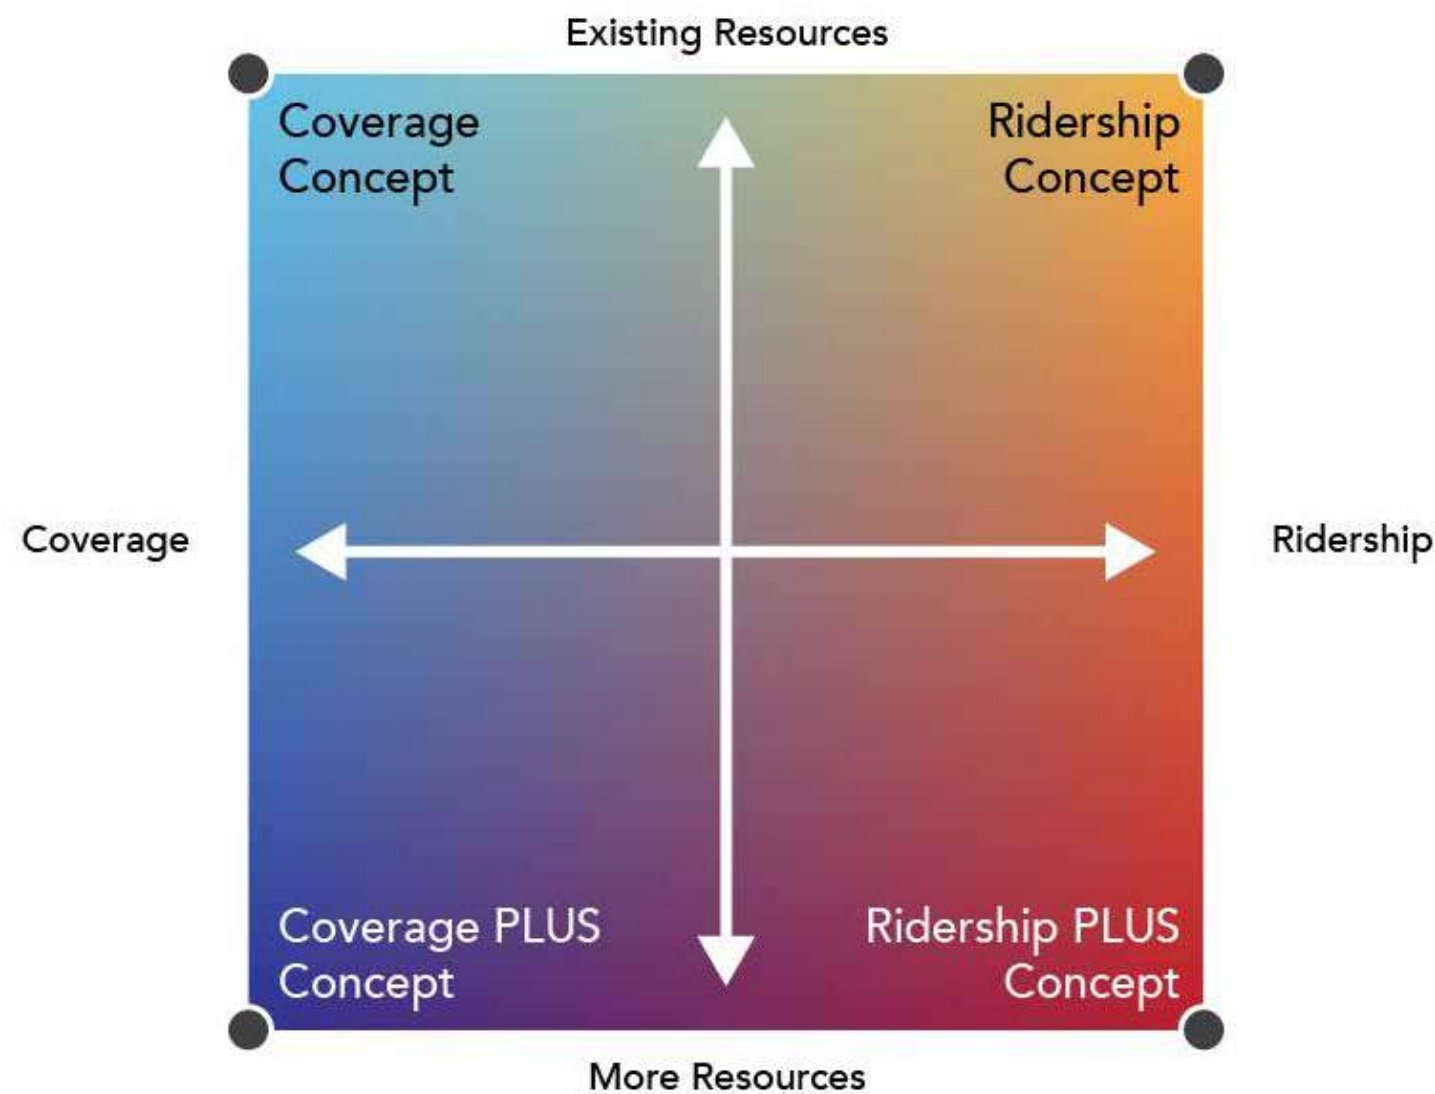 Existing Resources
Coverage
Concept
Ridership
Concept
Coverage
Ridership
Coverage PLUS
Concept
Ridership PLUS
Concept
More Resources